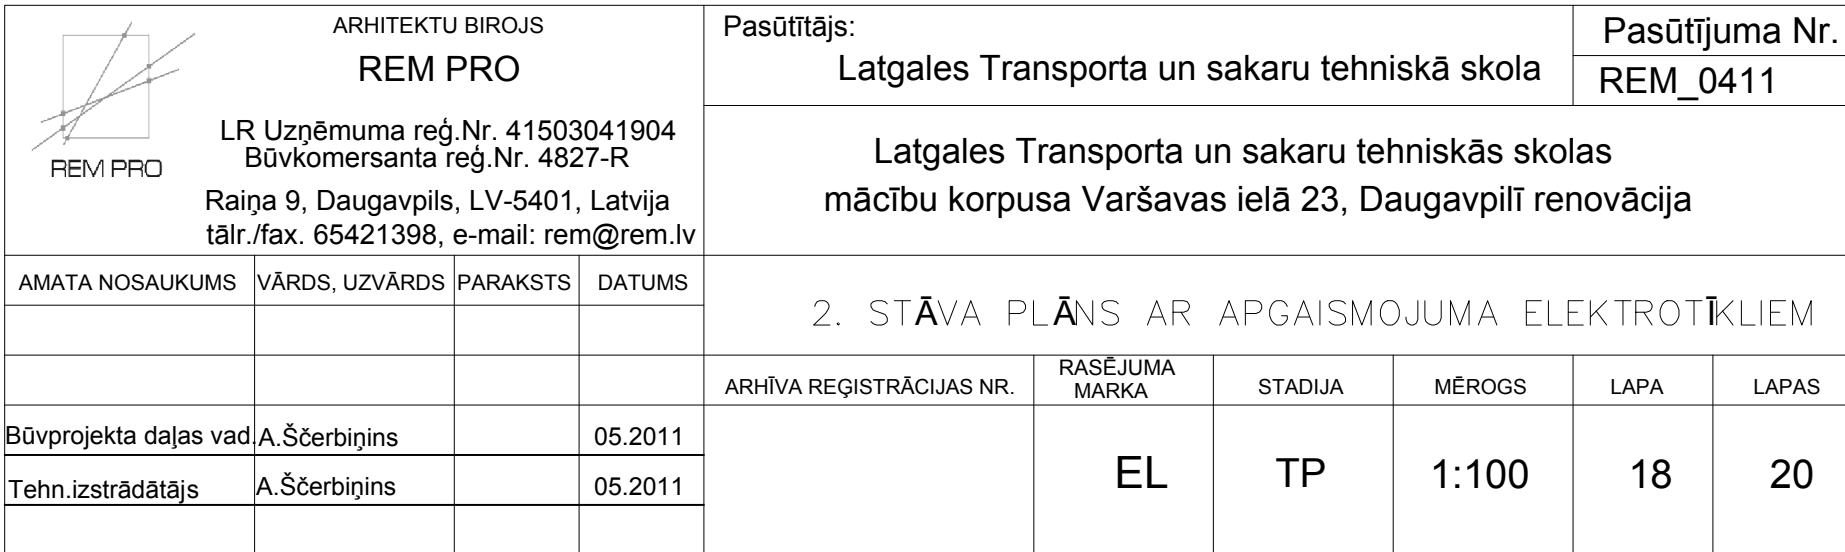 REM PRO
ARHITEKTU BIROJS
REM PRO
LR Uzņēmuma reģ.Nr. 41503041904
Būvkomersanta reģ.Nr. 4827-R
Raiņa 9, Daugavpils, LV-5401, Latvija
tālr./fax. 65421398, e-mail: rem@rem.lv
Pasūtītājs:
Latgales Transporta un sakaru tehniskā skola
Pasūtījuma Nr.
REM_0411
Latgales Transporta un sakaru tehniskās skolas
mācību korpusa Varšavas ielā 23, Daugavpilī renovācija
AMATA NOSAUKUMS VĀRDS, UZVĀRDS PARAKSTS DATUMS
2. STĀVA PLĀNS AR APGAISMOJUMA ELEKTROTĪKLIEM
ARHĪVA REĢISTRĀCIJAS NR. RASĒJUMA MARKA STADIJA MĒROGS LAPA LAPAS
Būvprojekta daļas vad. A.Ščerbiņins 05.2011
Tehn.izstrādātājs A.Ščerbiņins 05.2011
EL TP 1:100 18 20